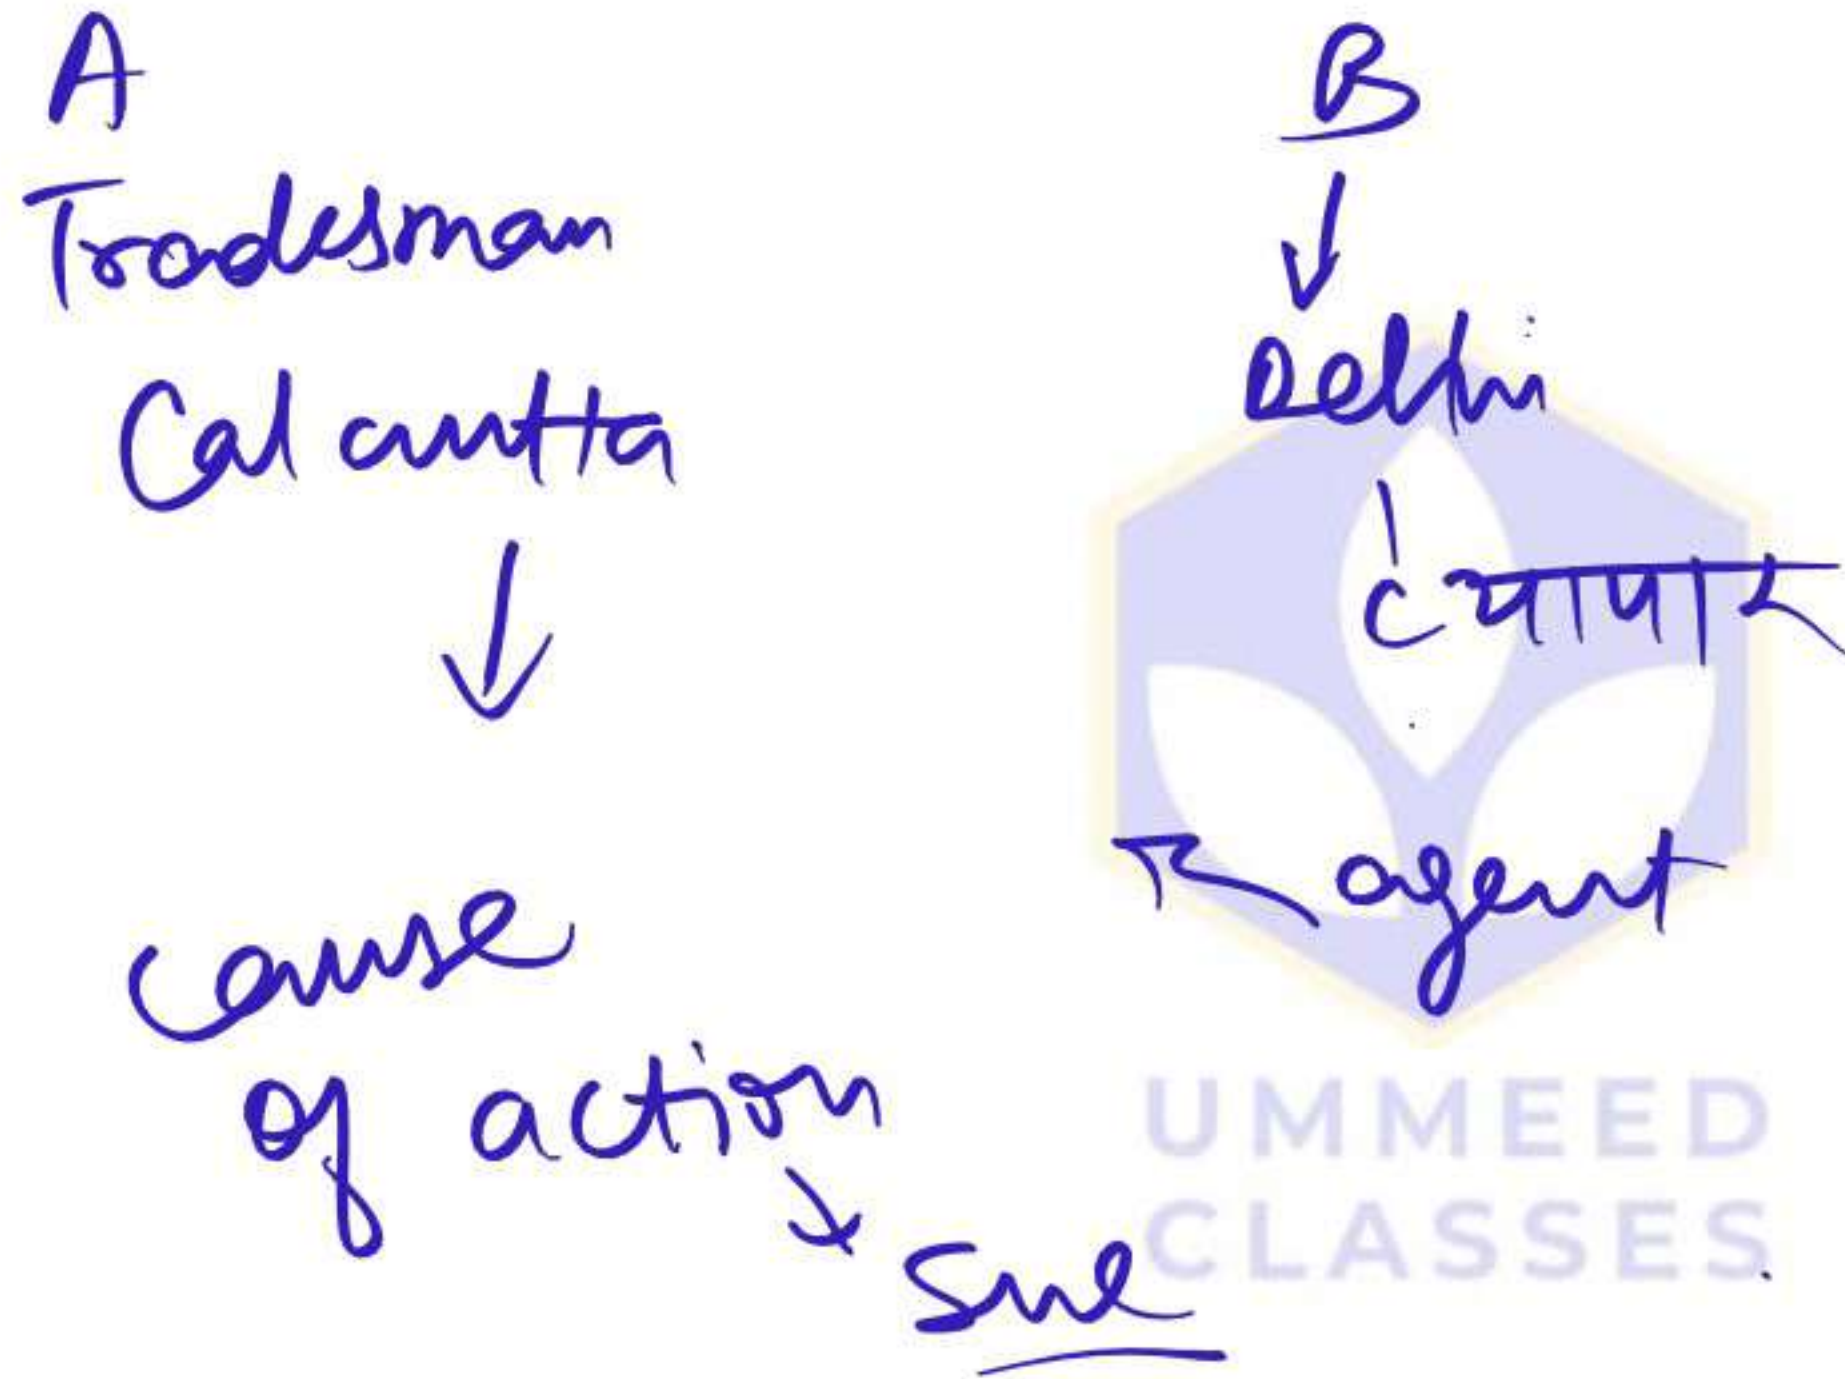 A
Tradesman
Calcutta
cause
of action
Sue
B
Delhi
व्यापार
agent
UMMEED
CLASSES